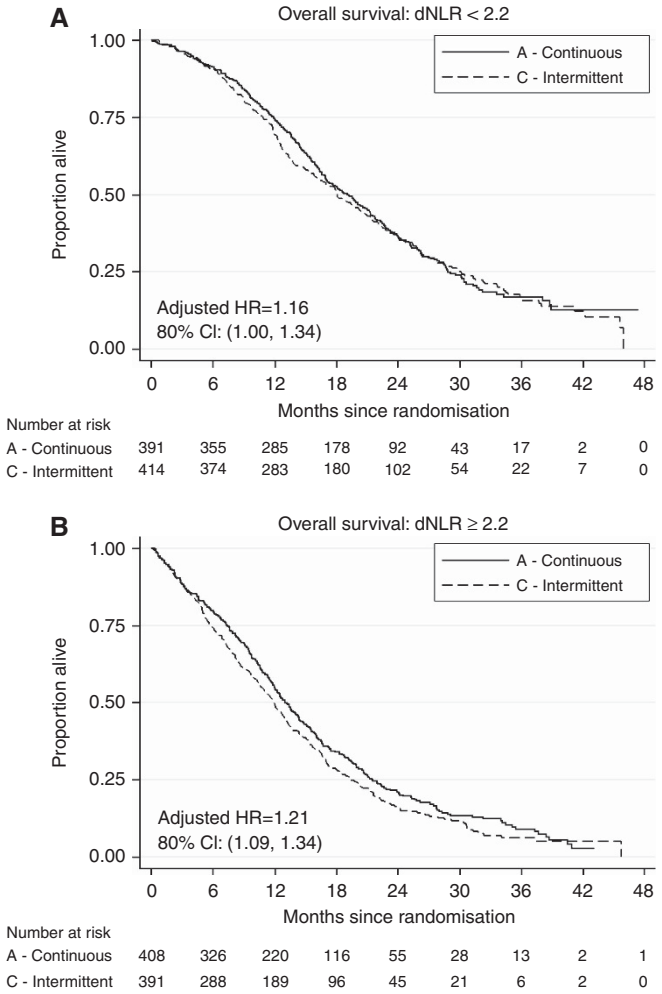 A
Overall survival: dNLR < 2.2
A - Continuous
C - Intermittent
1.00
0.75
0.50
0.25
0.00
Proportion alive
Adjusted HR=1.16
80% CI: (1.00, 1.34)
0 6 12 18 24 30 36 42 48
Months since randomisation
Number at risk
A - Continuous 391 355 285 178 92 43 17 2 0
C - Intermittent 414 374 283 180 102 54 22 7 0
B
Overall survival: dNLR ≥ 2.2
A - Continuous
C - Intermittent
1.00
0.75
0.50
0.25
0.00
Proportion alive
Adjusted HR=1.21
80% CI: (1.09, 1.34)
0 6 12 18 24 30 36 42 48
Months since randomisation
Number at risk
A - Continuous 408 326 220 116 55 28 13 2 1
C - Intermittent 391 288 189 96 45 21 6 2 0